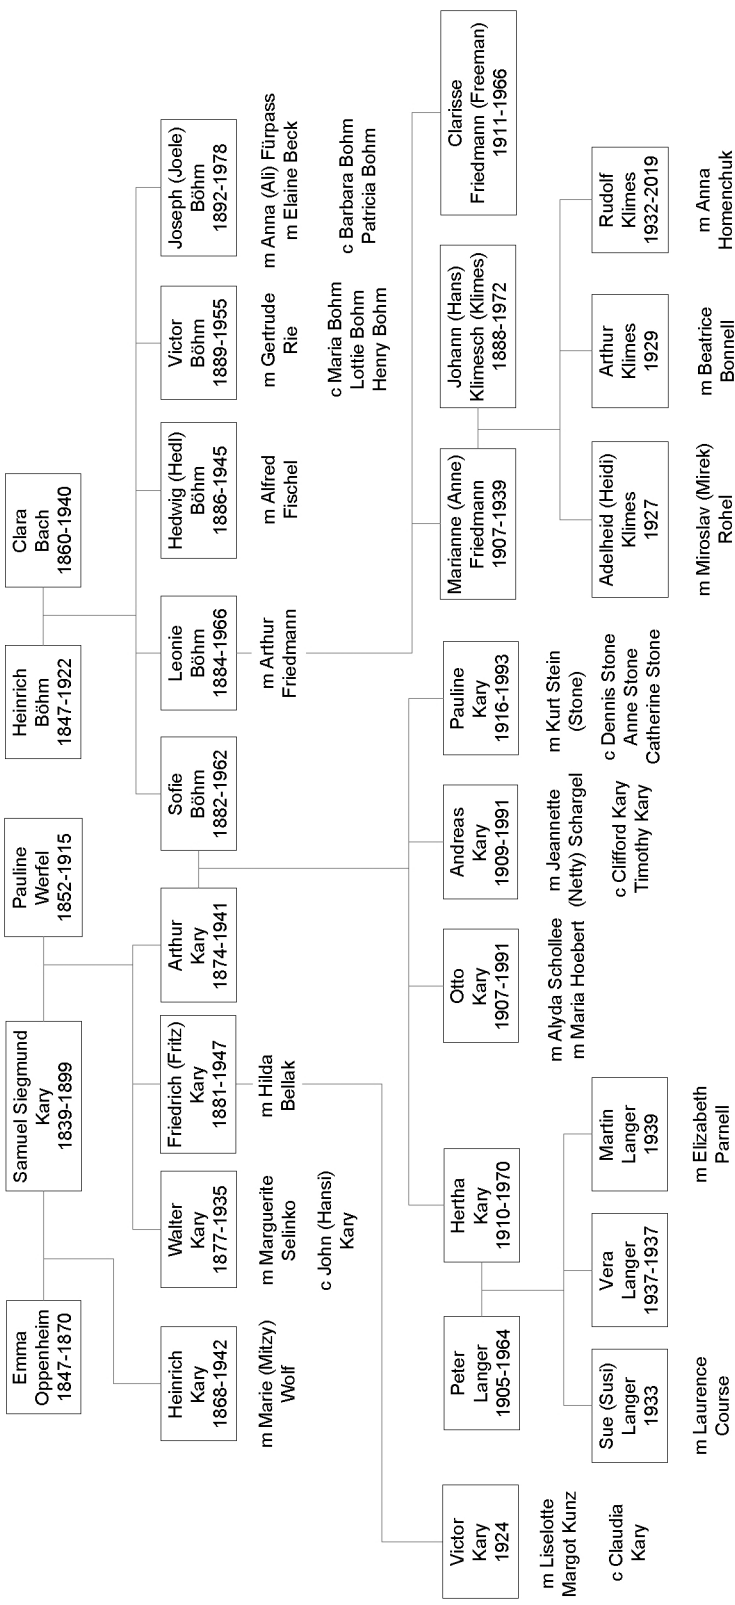 Emma
Oppenheim
1847-1870
Samuel Siegmund
Kary
1839-1899
Pauline
Werfel
1852-1915
Heinrich
Böhm
1847-1922
Clara
Bach
1860-1940
Heinrich
Kary
1868-1942
m Marie (Mitzy)
Wolf
Walter
Kary
1877-1935
m Marguerite
Selinko
c John (Hansi)
Kary
Friedrich (Fritz)
Kary
1881-1947
m Hilda
Bellak
Arthur
Kary
1874-1941
Sofie
Böhm
1882-1962
Leonie
Böhm
1884-1966
m Arthur
Friedmann
Hedwig (Hedl)
Böhm
1886-1945
m Alfred
Fischel
Victor
Böhm
1889-1955
m Gertrude
Rie
c Maria Bohm
Lottie Bohm
Henry Bohm
Joseph (Joele)
Böhm
1892-1978
m Anna (Ali) Fürpass
m Elaine Beck
c Barbara Bohm
Patricia Bohm
Victor
Kary
1924
m Liselotte
Margot Kunz
c Claudia
Kary
Peter
Langer
1905-1964
Hertha
Kary
1910-1970
Otto
Kary
1907-1991
m Alyda Schollee
m Maria Hoebert
Andreas
Kary
1909-1991
m Jeannette
(Netty) Schargel
c Clifford Kary
Timothy Kary
Pauline
Kary
1916-1993
m Kurt Stein
(Stone)
c Dennis Stone
Anne Stone
Catherine Stone
Marianne (Anne)
Friedmann
1907-1939
Johann (Hans)
Klimesch (Klimes)
1888-1972
Clarisse
Friedmann (Freeman)
1911-1966
Sue (Susi)
Langer
1933
m Laurence
Course
Vera
Langer
1937-1937
Martin
Langer
1939
m Elizabeth
Parnell
Adelheid (Heidi)
Klimes
1927
m Miroslav (Mirek)
Rohel
Arthur
Klimes
1929
m Beatrice
Bonnell
Rudolf
Klimes
1932-2019
m Anna
Homenchuk